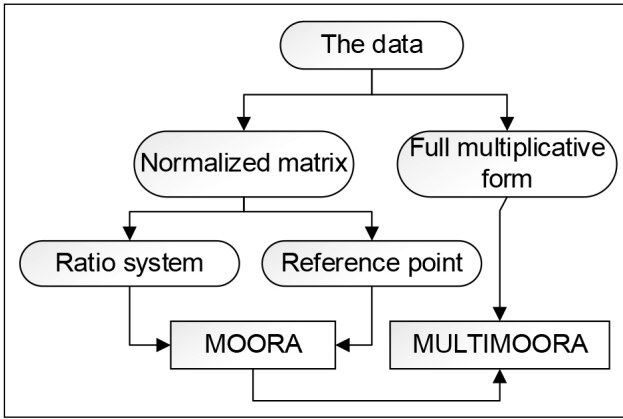 The data
Normalized matrix
Full multiplicative
form
Ratio system
Reference point
MOORA
MULTIMOORA